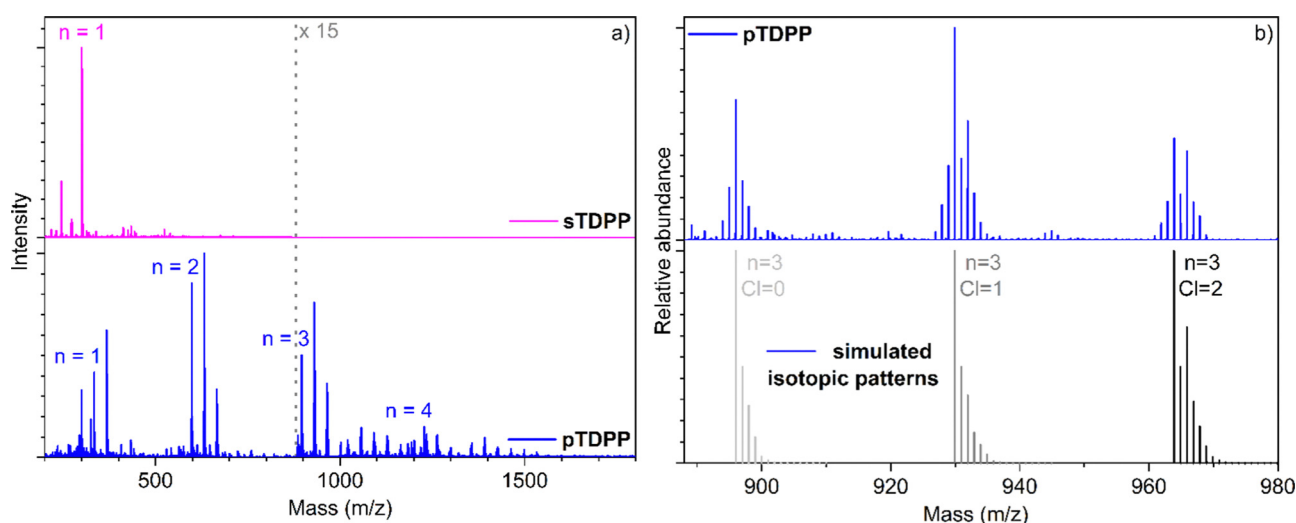 n = 1
x 15
a)
sTDPP
n = 2
n = 1
n = 3
n = 4
pTDPP
Intensity
500
1000
1500
Mass (m/z)
pTDPP
b)
n=3
Cl=0
n=3
Cl=1
n=3
Cl=2
simulated
isotopic patterns
Relative abundance
900
920
940
960
980
Mass (m/z)